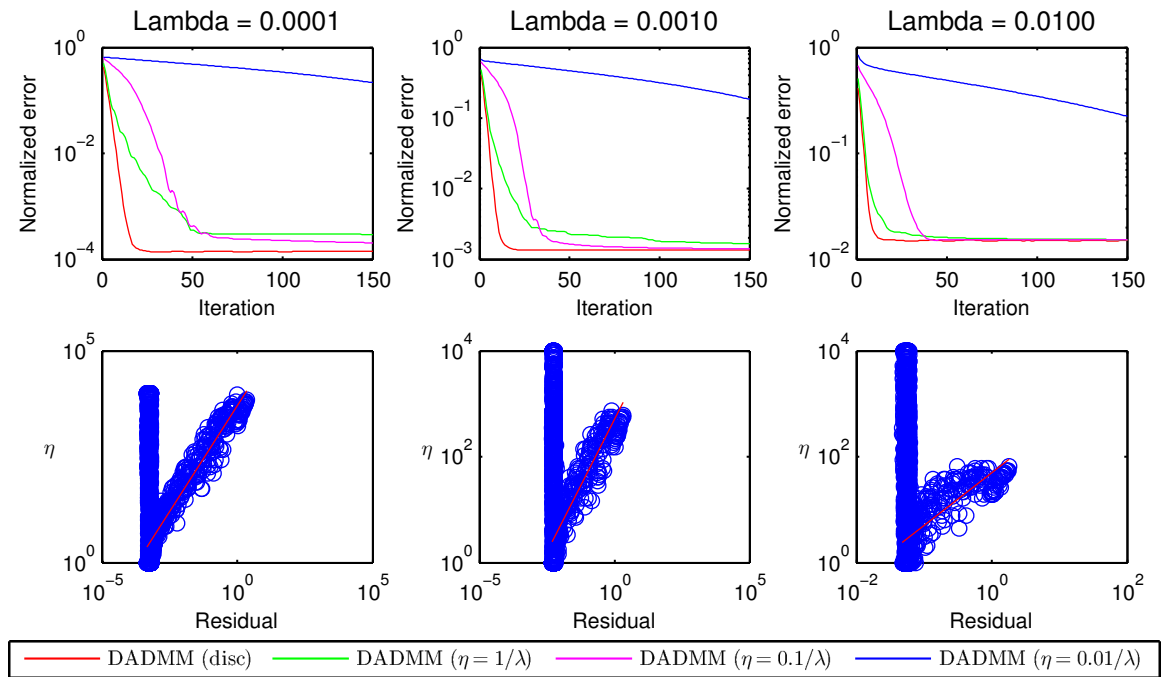 Lambda = 0.0001
Lambda = 0.0010
Lambda = 0.0100
Normalized error
10^0
10^-2
10^-4
0 50 100 150
Iteration
Normalized error
10^0
10^-1
10^-2
10^-3
0 50 100 150
Iteration
Normalized error
10^0
10^-1
10^-2
0 50 100 150
Iteration
η
10^5
10^0
10^-5 10^0 10^5
Residual
η
10^4
10^2
10^0
10^-5 10^0 10^5
Residual
η
10^4
10^2
10^0
10^-2 10^0 10^2
Residual
DADMM (disc) DADMM (η = 1/λ) DADMM (η = 0.1/λ) DADMM (η = 0.01/λ)